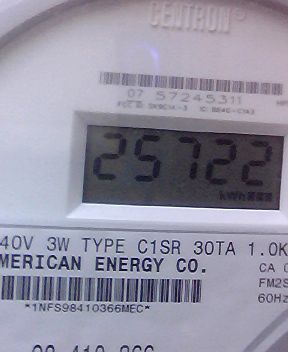 CENTRON®
07 57245311
25722
kWh
40V 3W TYPE C1SR 30TA 1.0K
MERICAN ENERGY CO.
CA 0
FM2S
60Hz
*1NFS98410366MEC*